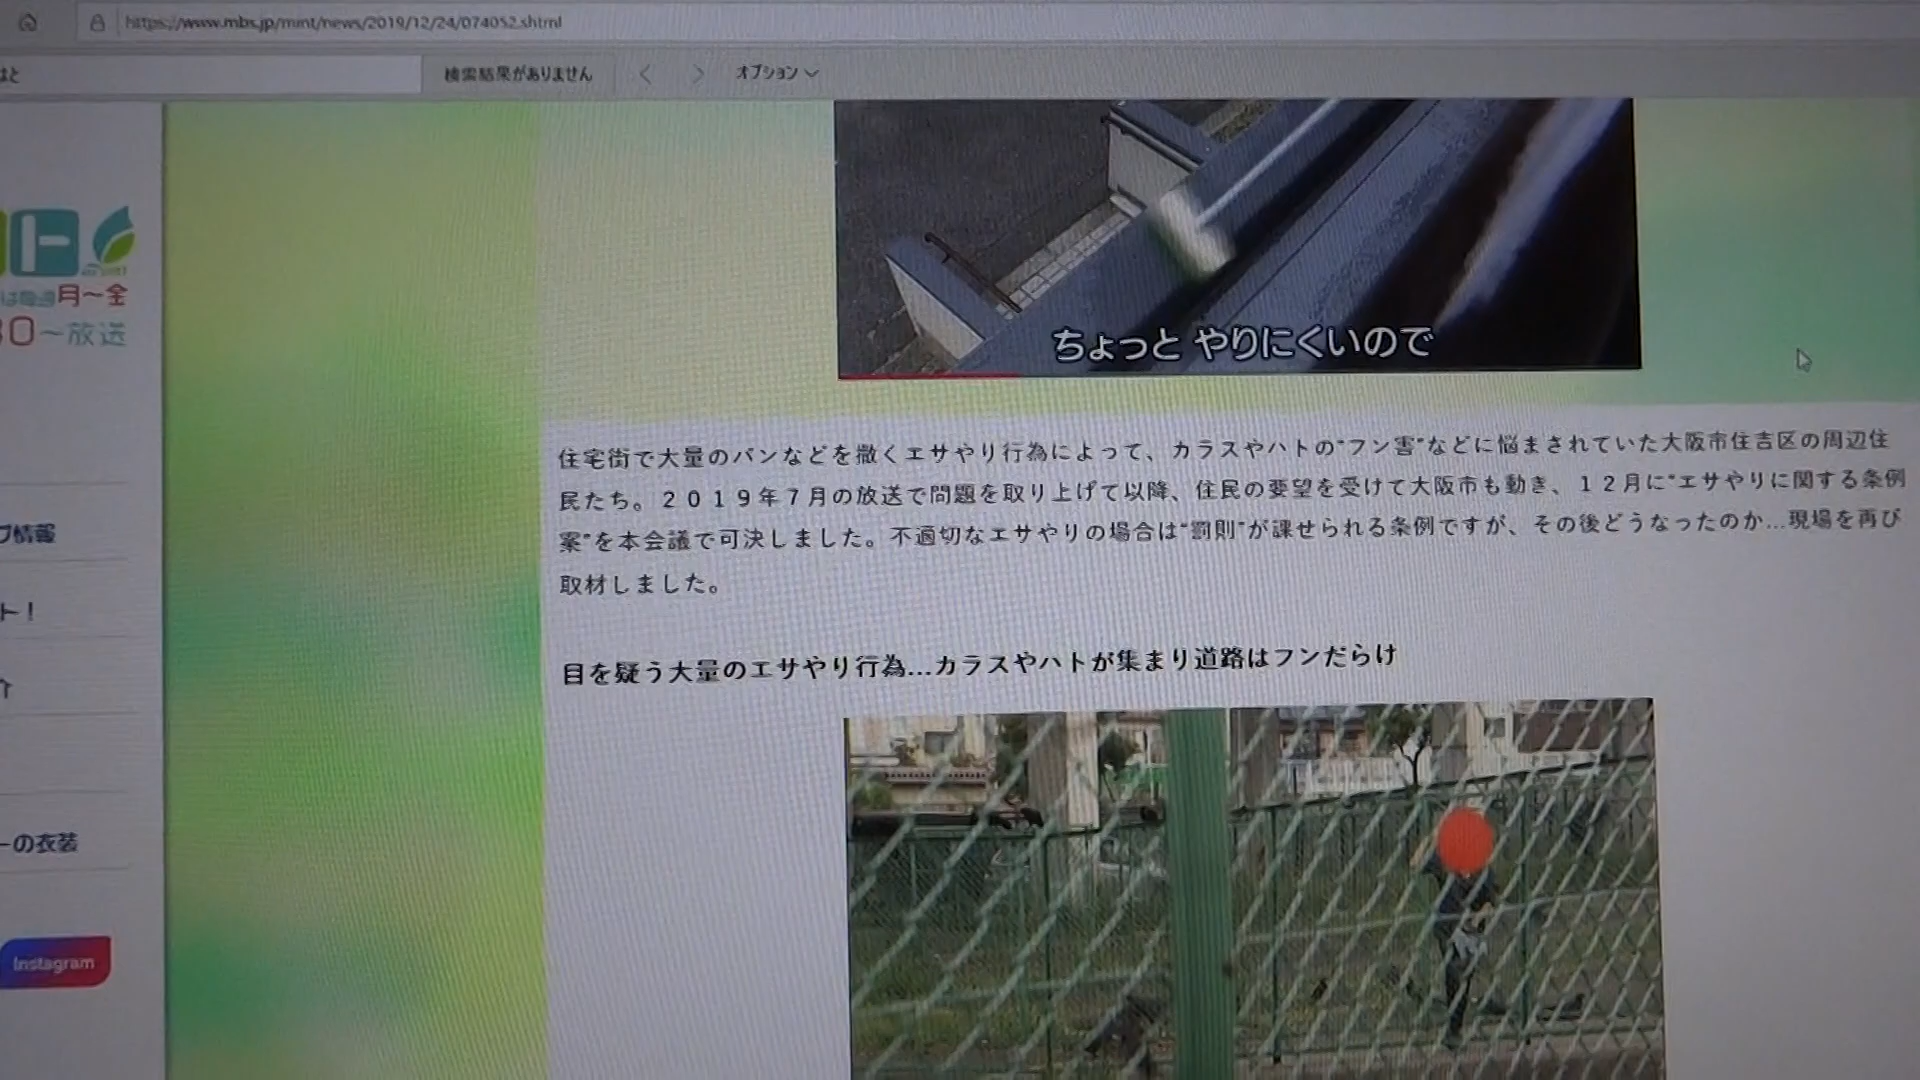 https://www.mbs.jp/mint/news/2019/12/24/074052.shtml
はと
検索結果がありません
オプション
ト
は毎週月～金
30～放送
ちょっと やりにくいので
住宅街で大量のパンなどを撒くエサやり行為によって、カラスやハトの“フン害”などに悩まされていた大阪市住吉区の周辺住
民たち。２０１９年７月の放送で問題を取り上げて以降、住民の要望を受けて大阪市も動き、１２月に“エサやりに関する条例
案”を本会議で可決しました。不適切なエサやりの場合は“罰則”が課せられる条例ですが、その後どうなったのか…現場を再び
取材しました。
ブ情報
ト！
介
目を疑う大量のエサやり行為…カラスやハトが集まり道路はフンだらけ
ーの衣装
Instagram